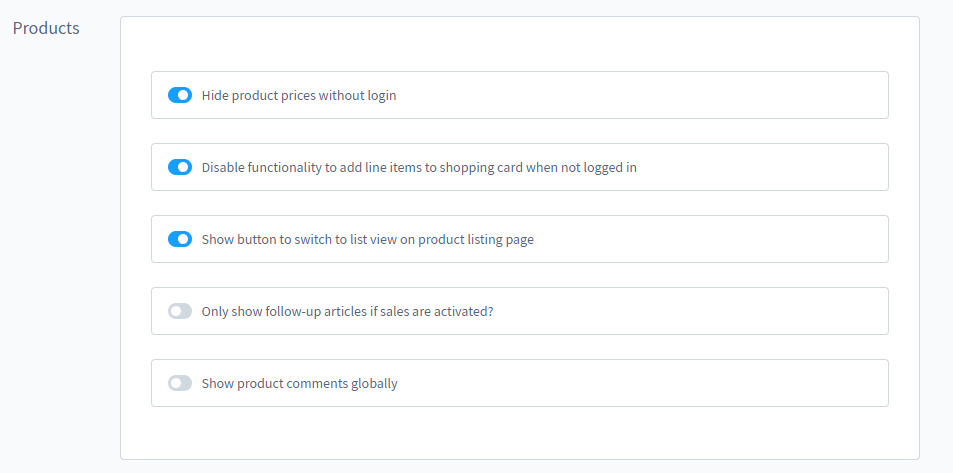 Products
Hide product prices without login
Disable functionality to add line items to shopping card when not logged in
Show button to switch to list view on product listing page
Only show follow-up articles if sales are activated?
Show product comments globally